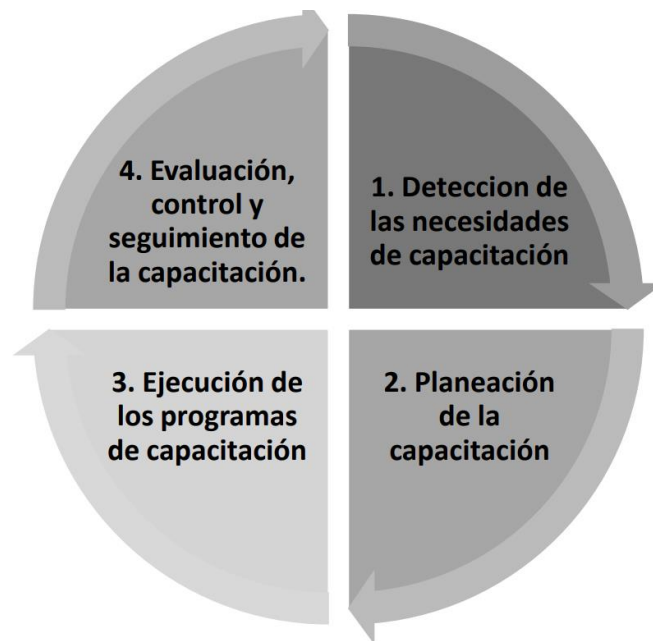 1. Deteccion de
las necesidades
de capacitación
2. Planeación
de la
capacitación
3. Ejecución de
los programas
de capacitación
4. Evaluación,
control y
seguimiento de
la capacitación.